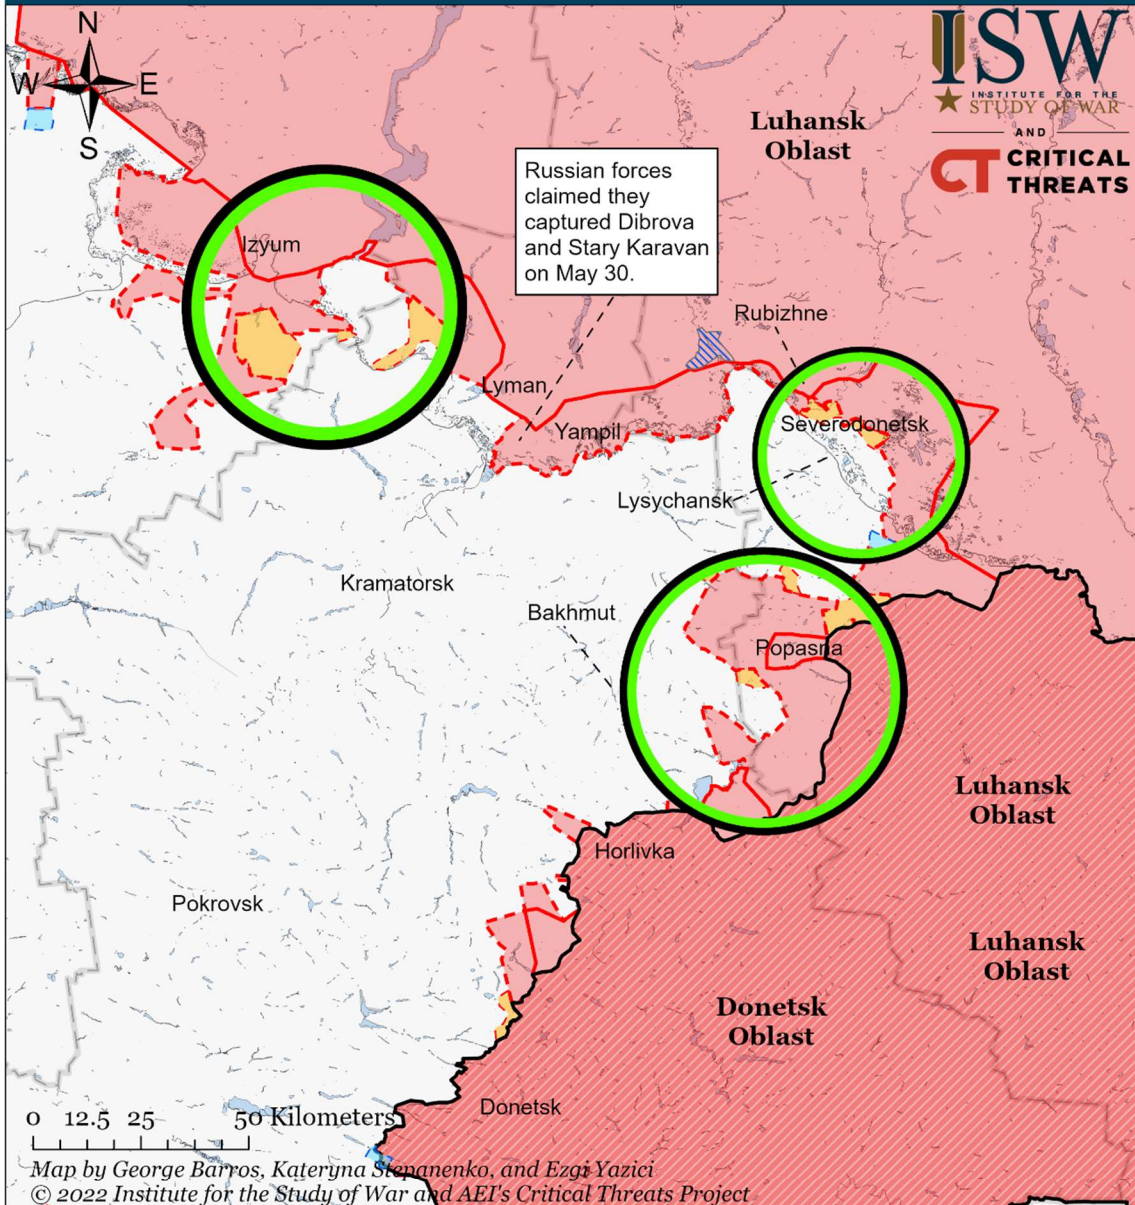 N
W E
S
ISW
INSTITUTE FOR THE
STUDY OF WAR
AND
CT CRITICAL
THREATS
Luhansk
Oblast
Russian forces
claimed they
captured Dibrova
and Stary Karavan
on May 30.
Izyum
Rubizhne
Lyman
Yampil
Severodonetsk
Lysychansk
Kramatorsk
Bakhmut
Popasna
Luhansk
Oblast
Horlivka
Pokrovsk
Luhansk
Oblast
Donetsk
Oblast
Donetsk
0 12.5 25 50 Kilometers
Map by George Barros, Kateryna Stepanenko, and Ezgi Yazici
© 2022 Institute for the Study of War and AEI's Critical Threats Project